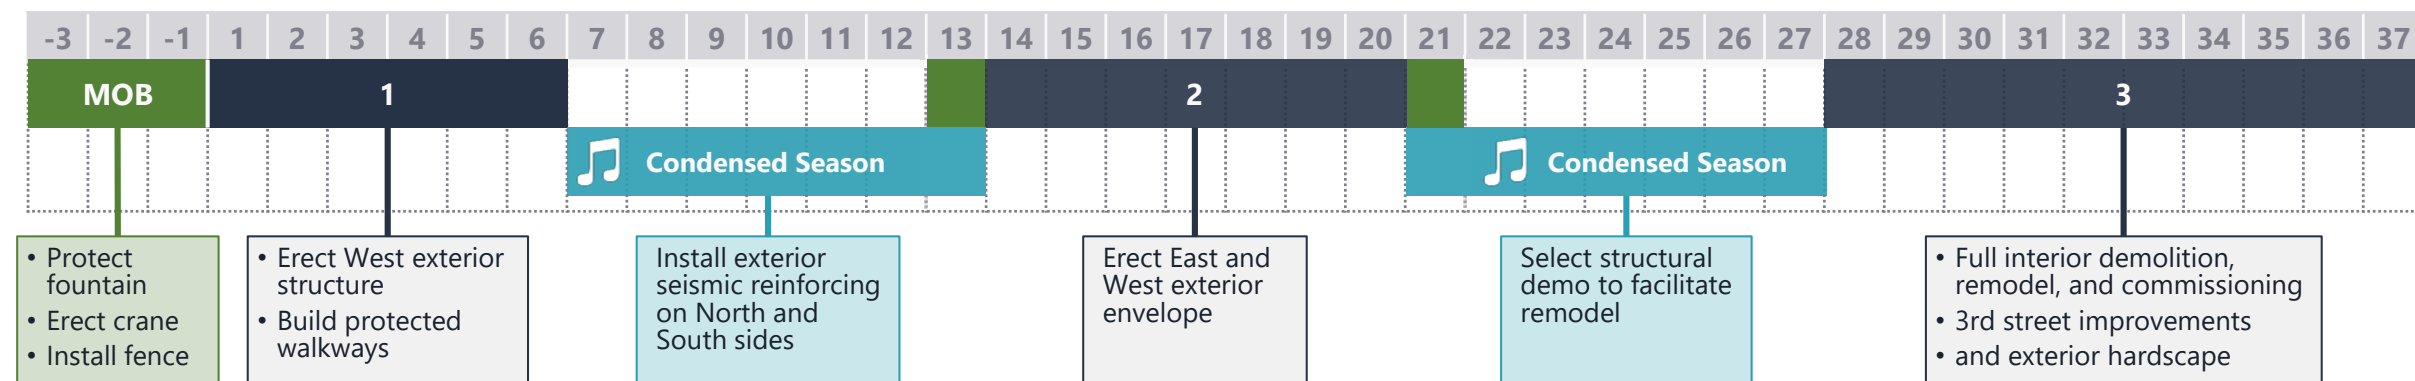 -3 -2 -1 1 2 3 4 5 6 7 8 9 10 11 12 13 14 15 16 17 18 19 20 21 22 23 24 25 26 27 28 29 30 31 32 33 34 35 36 37
MOB 1 2 3
Condensed Season Condensed Season
• Protect
fountain
• Erect crane
• Install fence
• Erect West exterior
structure
• Build protected
walkways
Install exterior
seismic reinforcing
on North and
South sides
Erect East and
West exterior
envelope
Select structural
demo to facilitate
remodel
• Full interior demolition,
remodel, and commissioning
• 3rd street improvements
• and exterior hardscape